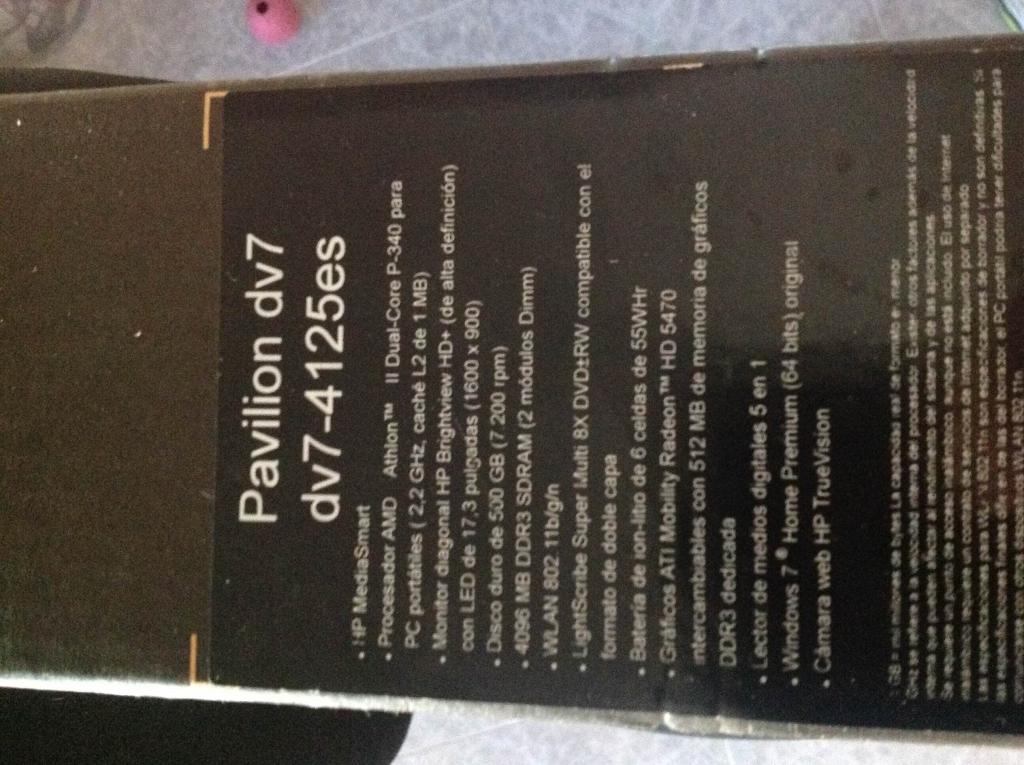 Pavilion dv7
dv7-4125es
• HP MediaSmart
• Procesador AMD Athlon™ II Dual-Core P-340 para
PC portátiles ( 2,2 GHz, caché L2 de 1 MB)
• Monitor diagonal HP Brightview HD+ (de alta definición)
con LED de 17,3 pulgadas (1600 x 900)
• Disco duro de 500 GB (7 200 rpm)
• 4096 MB DDR3 SDRAM (2 módulos Dimm)
• WLAN 802.11b/g/n
• LightScribe Super Multi 8X DVD±RW compatible con el
formato de doble capa
• Batería de ion-litio de 6 celdas de 55WHr
• Gráficos ATI Mobility Radeon™ HD 5470
intercambiables con 512 MB de memoria de gráficos
DDR3 dedicada
• Lector de medios digitales 5 en 1
• Windows 7® Home Premium (64 bits) original
• Cámara web HP TrueVision